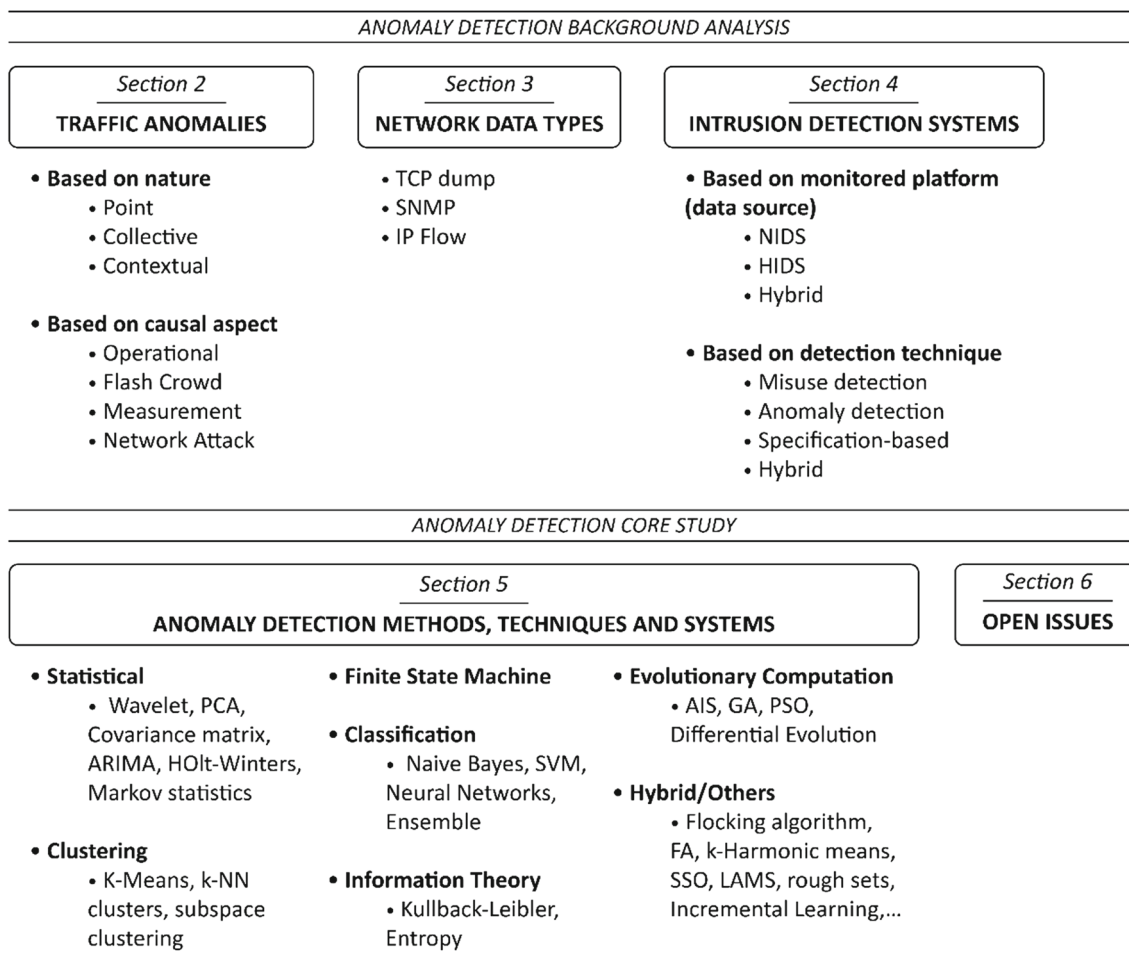 ANOMALY DETECTION BACKGROUND ANALYSIS
Section 2
TRAFFIC ANOMALIES
• Based on nature
• Point
• Collective
• Contextual
• Based on causal aspect
• Operational
• Flash Crowd
• Measurement
• Network Attack
Section 3
NETWORK DATA TYPES
• TCP dump
• SNMP
• IP Flow
Section 4
INTRUSION DETECTION SYSTEMS
• Based on monitored platform
(data source)
• NIDS
• HIDS
• Hybrid
• Based on detection technique
• Misuse detection
• Anomaly detection
• Specification-based
• Hybrid
ANOMALY DETECTION CORE STUDY
Section 5
ANOMALY DETECTION METHODS, TECHNIQUES AND SYSTEMS
• Statistical
• Wavelet, PCA,
Covariance matrix,
ARIMA, HOlt-Winters,
Markov statistics
• Clustering
• K-Means, k-NN
clusters, subspace
clustering
• Finite State Machine
• Classification
• Naive Bayes, SVM,
Neural Networks,
Ensemble
• Information Theory
• Kullback-Leibler,
Entropy
• Evolutionary Computation
• AIS, GA, PSO,
Differential Evolution
• Hybrid/Others
• Flocking algorithm,
FA, k-Harmonic means,
SSO, LAMS, rough sets,
Incremental Learning,...
Section 6
OPEN ISSUES